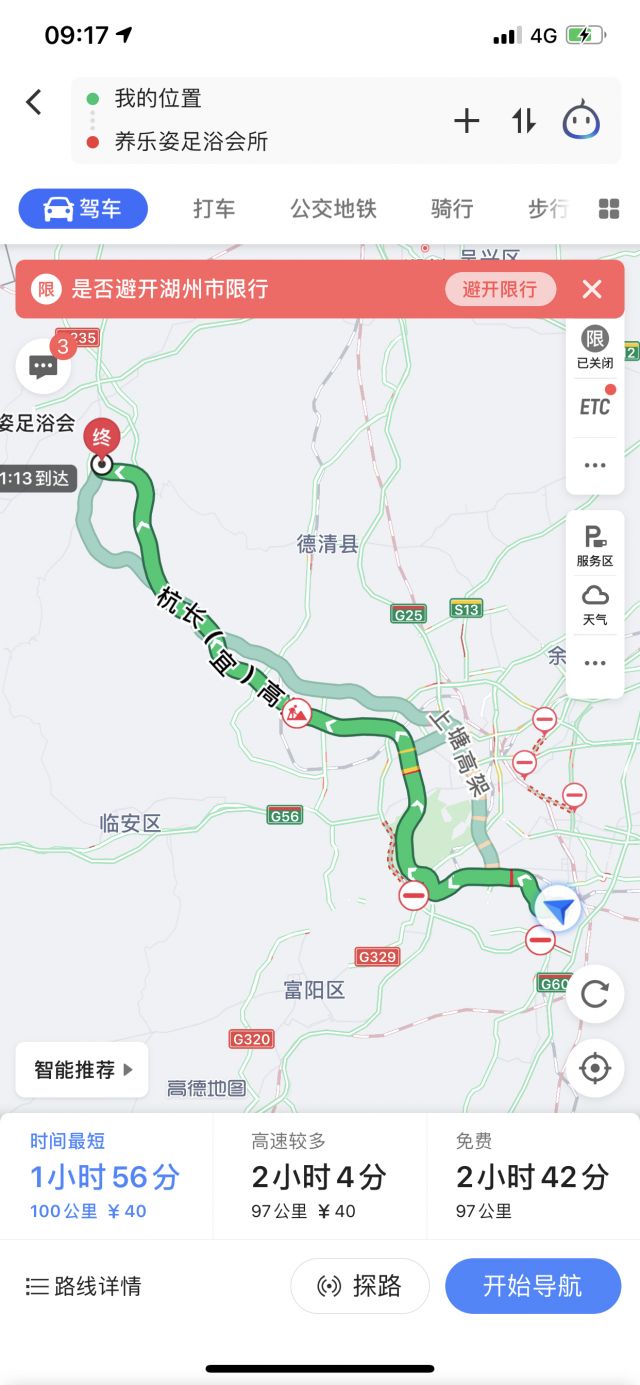 09:17
4G
我的位置
养乐姿足浴会所
驾车
打车
公交地铁
骑行
步行
限 是否避开湖州市限行
避开限行
3
限
已关闭
ETC
P
服务区
天气
姿足浴会
终
1:13到达
德清县
G25
S13
杭长(宜)高
上塘高架
临安区
G56
G329
G60
富阳区
G320
智能推荐
高德地图
时间最短
1小时56分
100公里 ¥40
高速较多
2小时4分
97公里 ¥40
免费
2小时42分
97公里
路线详情
探路
开始导航